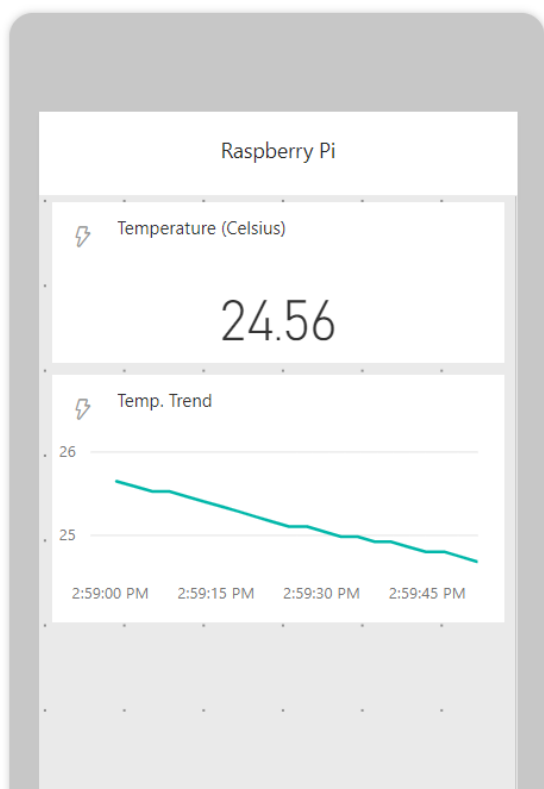 Raspberry Pi
Temperature (Celsius)
24.56
Temp. Trend
26
25
2:59:00 PM 2:59:15 PM 2:59:30 PM 2:59:45 PM